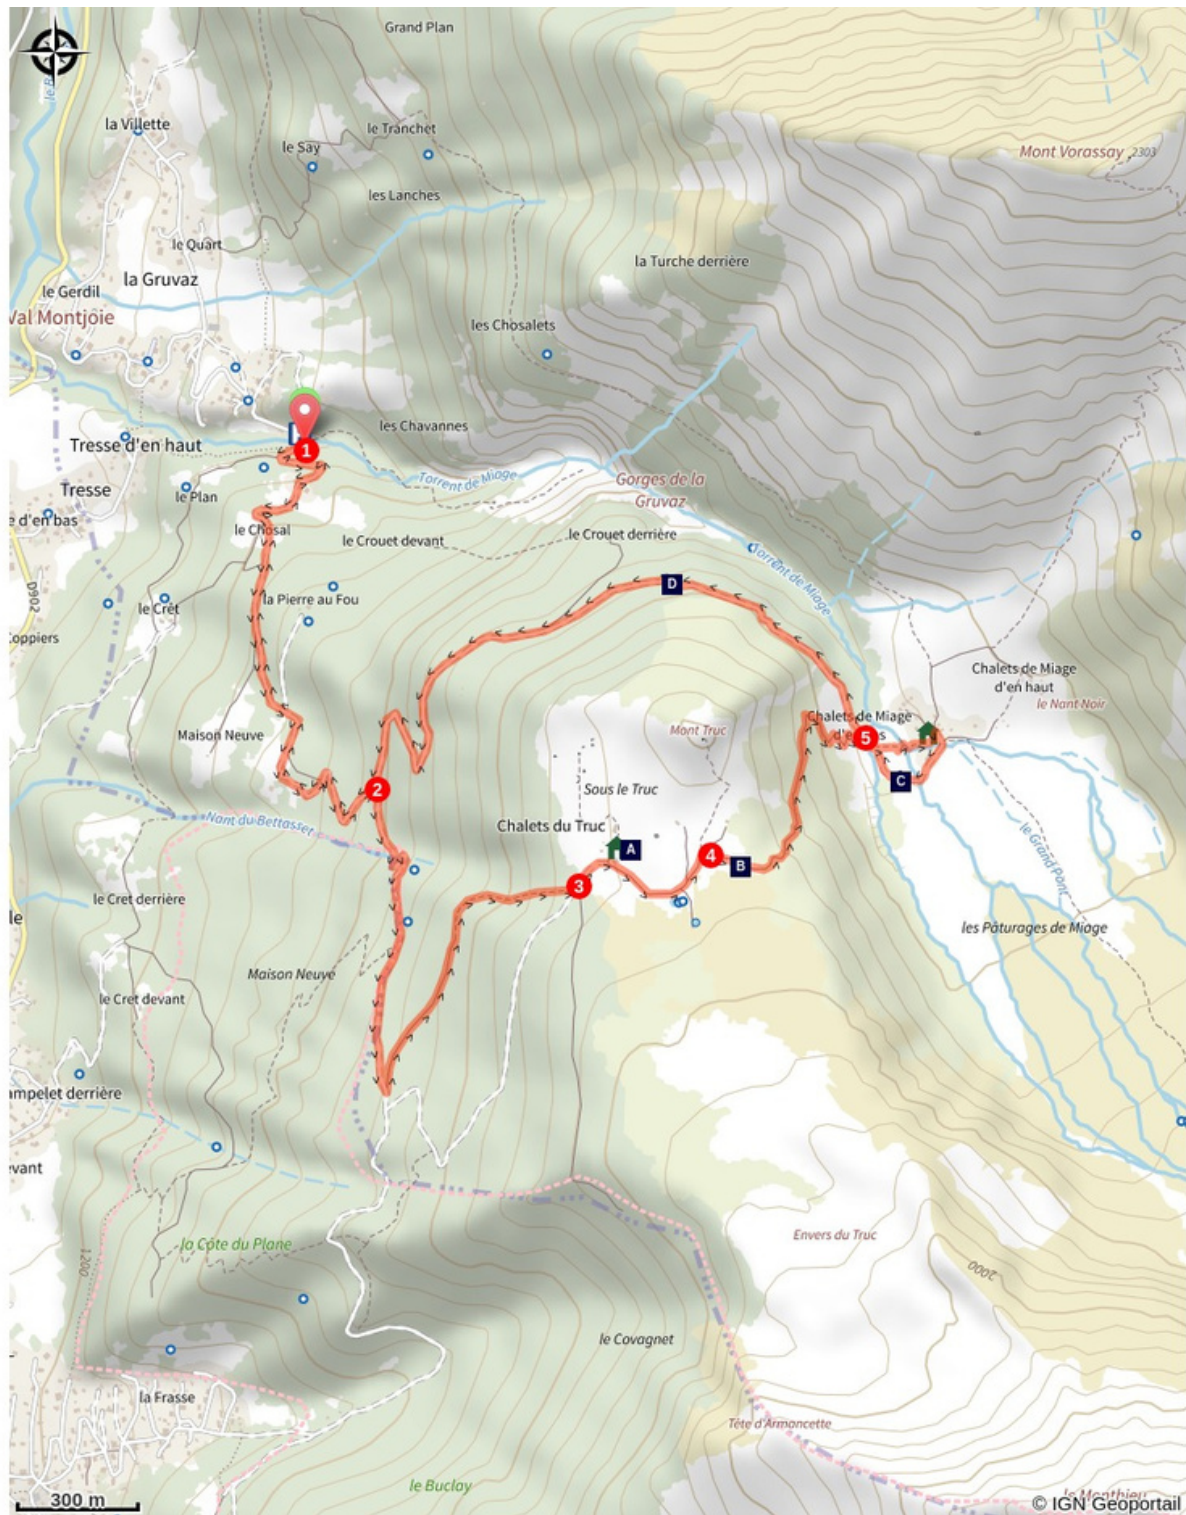 Grand Plan
la Villette
le Tranchet
le Say
Mont Vorassay
2303
les Lanches
le Quart
la Turche derrière
la Gruvaz
le Gerdil
Val Montjoie
les Chosalets
les Chavannes
Tresse d'en haut
1
Torrent de Miage
Gorges de la
Gruvaz
Tresse
le Plan
e d'en bas
le Chosal
le Crouet devant
le Crouet derrière
Torrent de Miage
D902
D
la Pierre au Fou
le Crêt
Coppiers
Chalets de Miage
d'en haut
le Nant Noir
Chalets de Miage
5
Maison Neuve
Mont Truc
C
2
Sous le Truc
Nant du Bettasset
Chalets du Truc
A
4
B
le Grand Pont
3
le Cret derrière
le
les Pâturages de Miage
Maison Neuve
le Cret devant
ampelet derrière
evant
la Côte du Plane
1200
Envers du Truc
2000
le Covagnet
la Frasse
Tête d'Armancette
le Buclay
300 m
le Monthieu
© IGN Geoportail